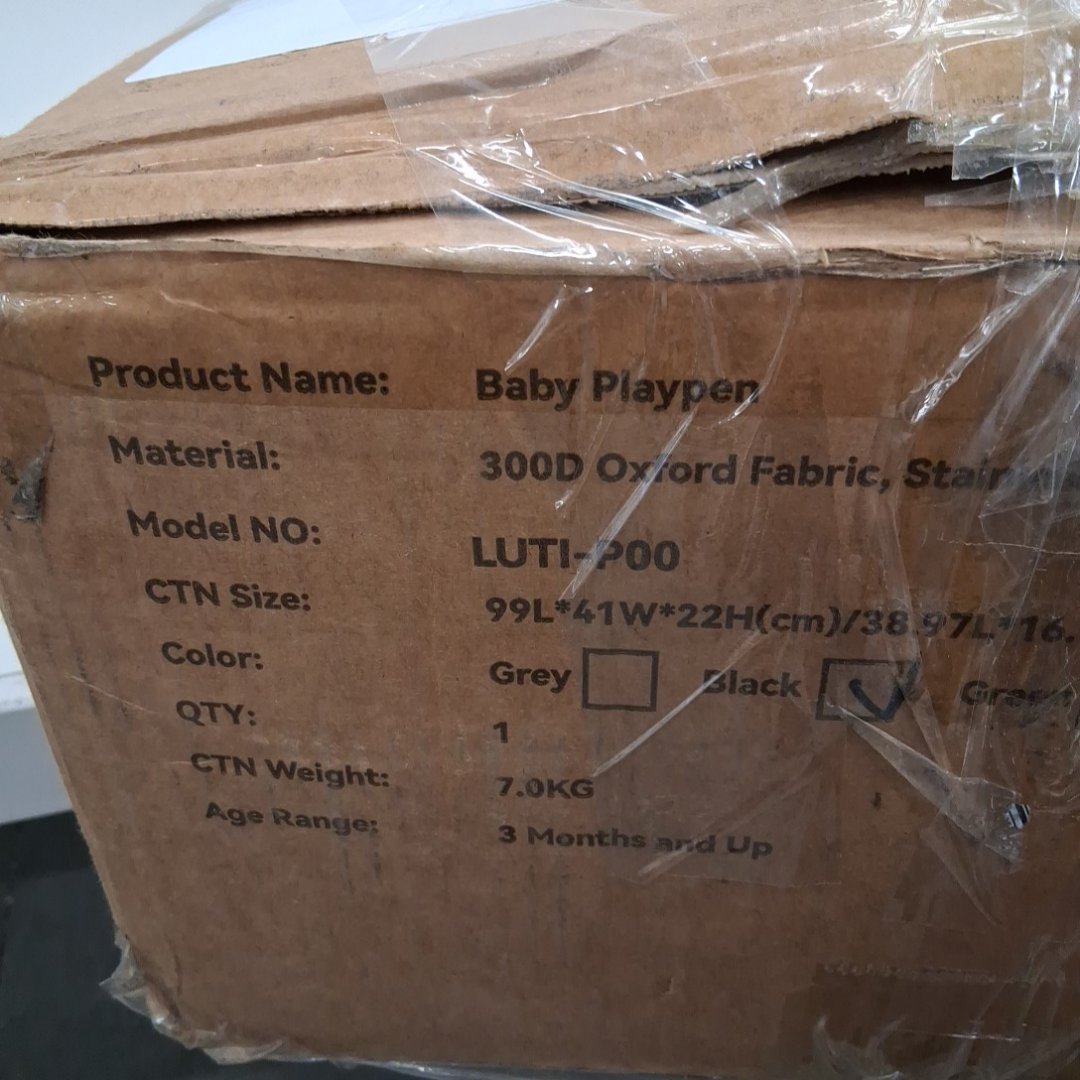 Product Name: Baby Playpen
Material: 300D Oxford Fabric,
Model NO: LUTI-P00
CTN Size: 99L*41W*22H(cm)/38.97L*16.
Color: Grey Black
QTY: 1
CTN Weight: 7.0KG
Age Range: 3 Months and Up